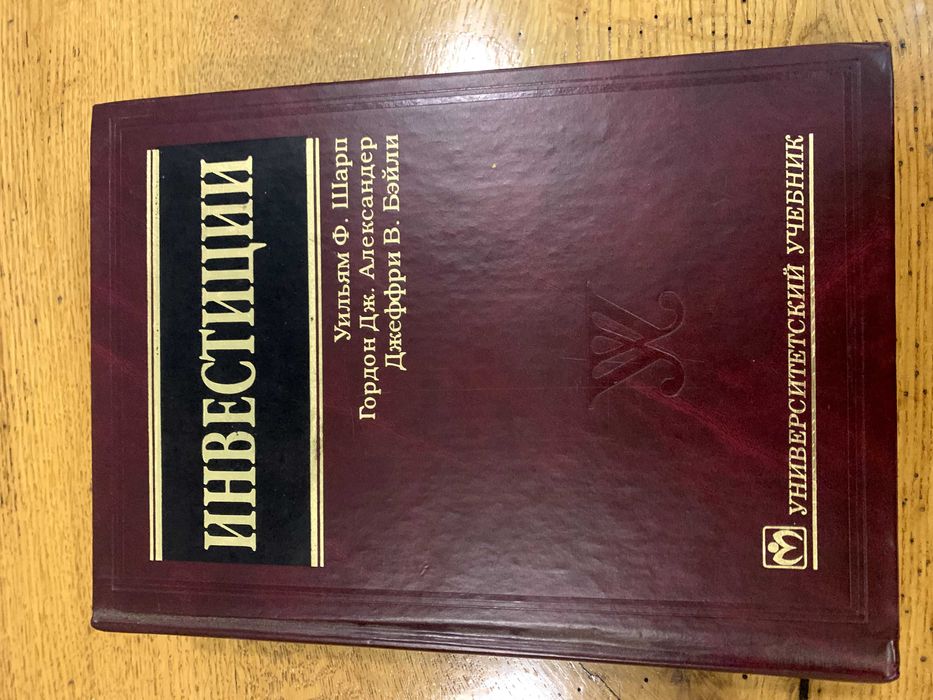 ИНВЕСТИЦИИ
Уильям Ф. Шарп
Гордон Дж. Александер
Джеффри В. Бэйли
УНИВЕРСИТЕТСКИЙ УЧЕБНИК